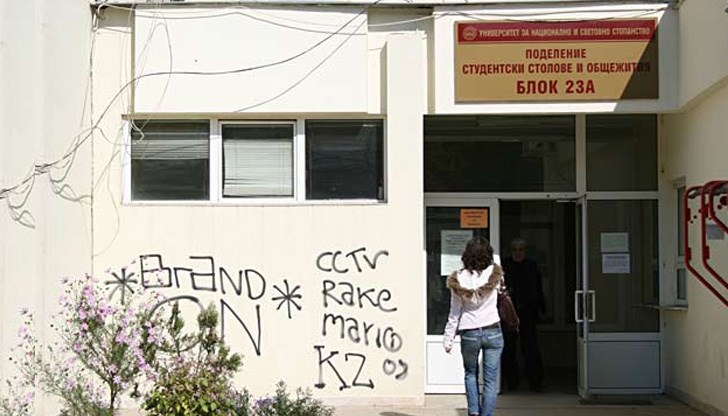 УНИВЕРСИТЕТ ЗА НАЦИОНАЛНО И СВЕТОВНО СТОПАНСТВО
ПОДЕЛЕНИЕ
СТУДЕНТСКИ СТОЛОВЕ И ОБЩЕЖИТИЯ
БЛОК 23А
*BRAND*
ON
CCTV
RAKE
MARIO
KZ 09